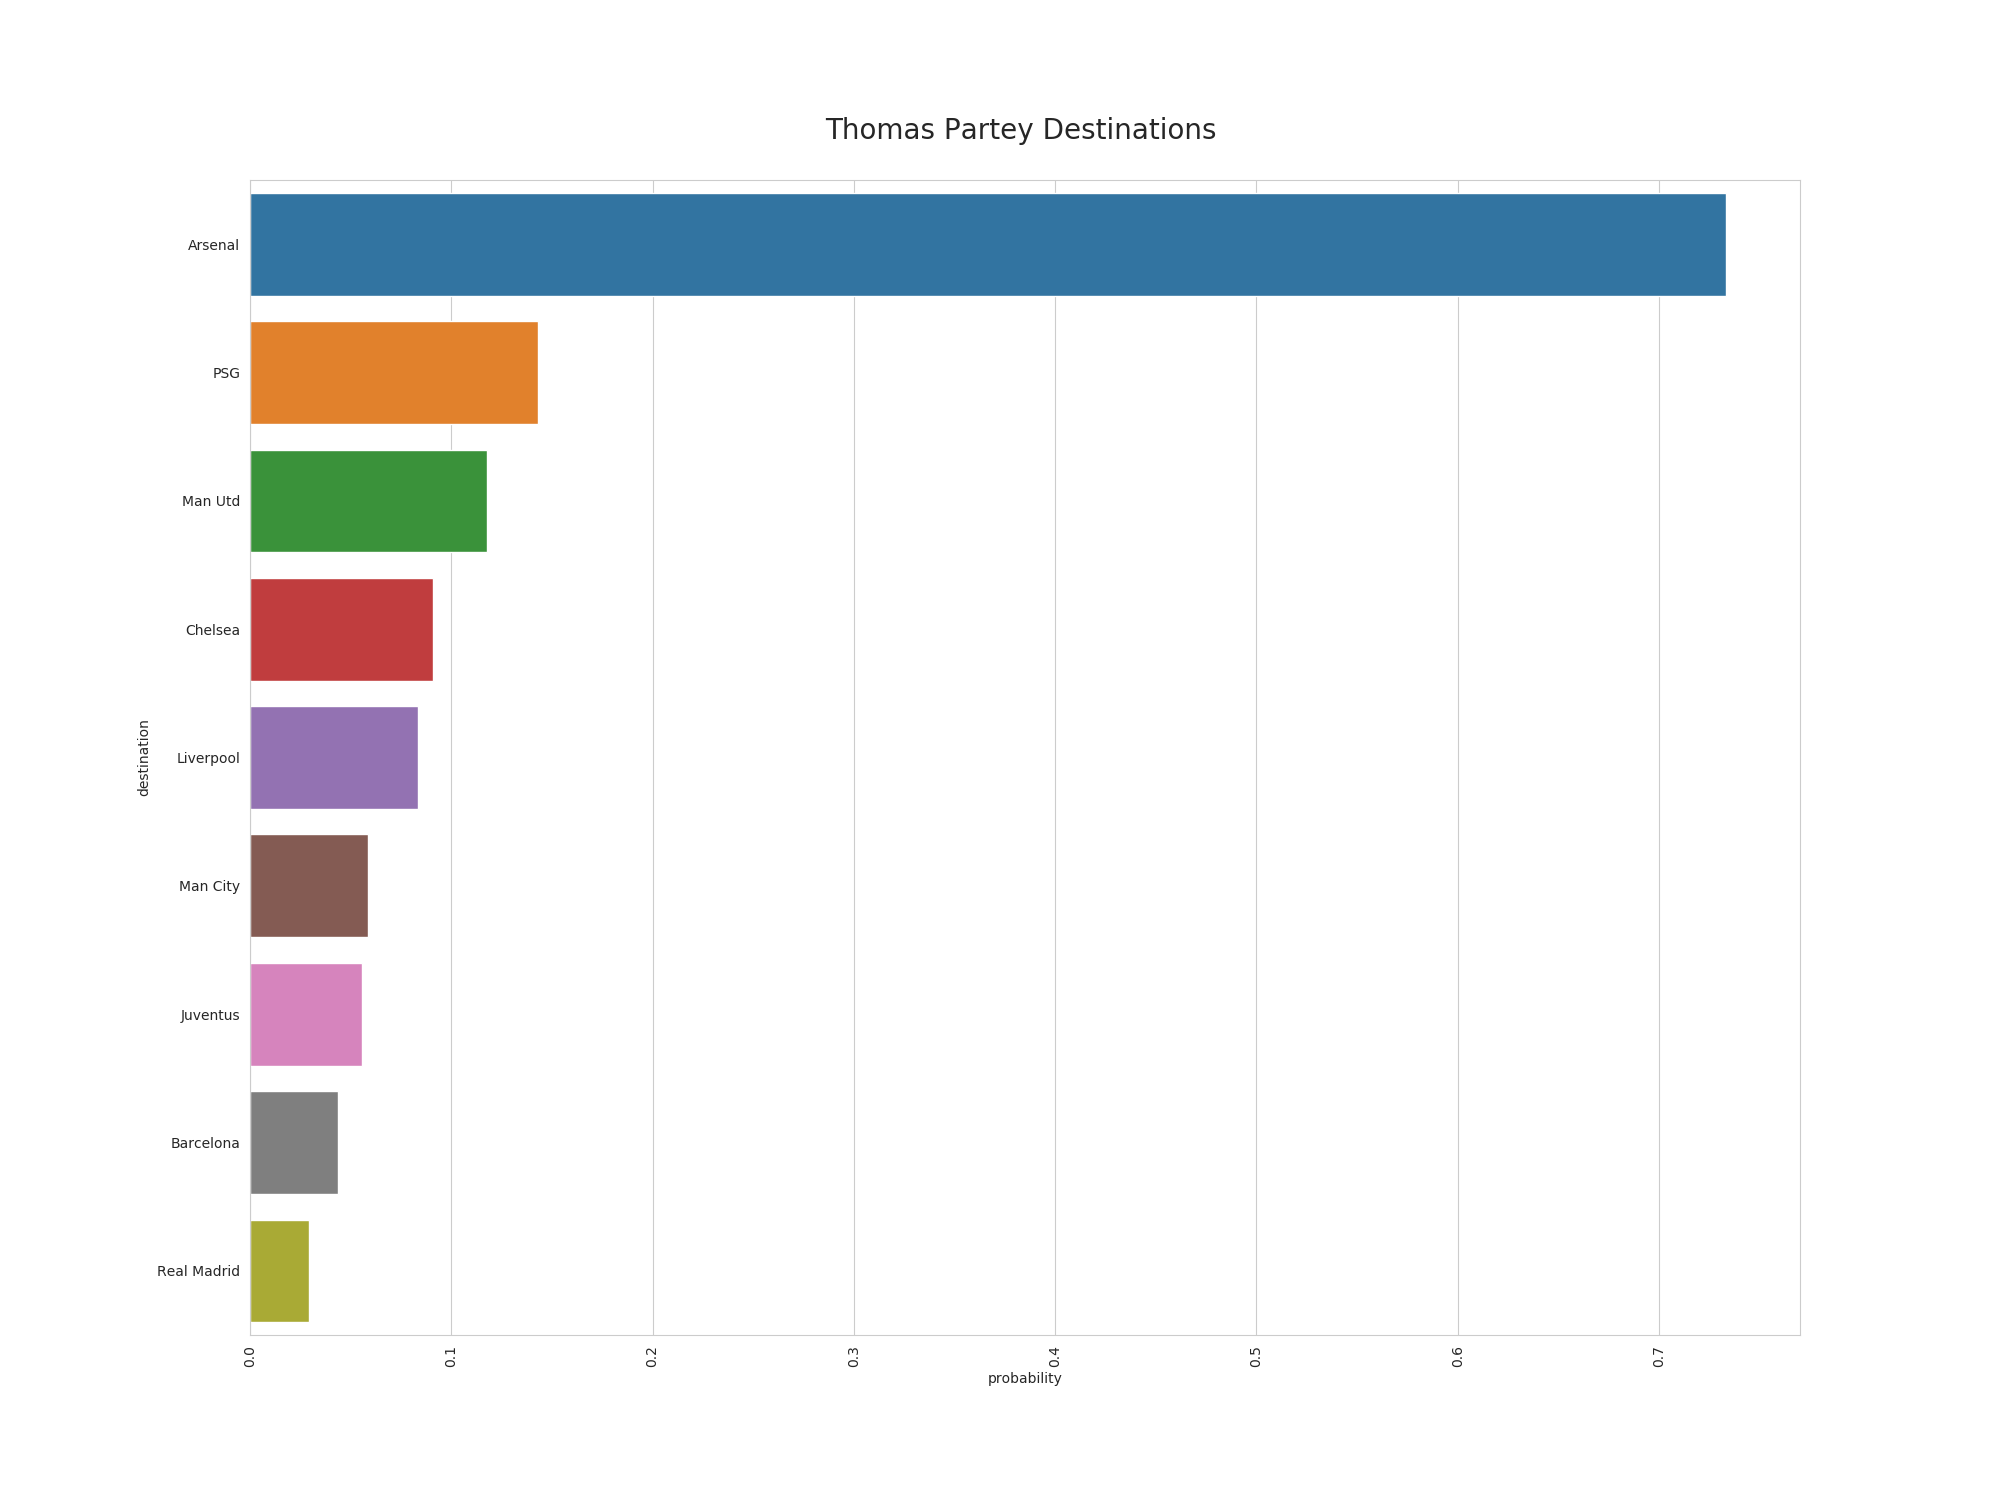 Thomas Partey Destinations
Arsenal
PSG
Man Utd
Chelsea
Liverpool
Man City
Juventus
Barcelona
Real Madrid
destination
0.0
0.1
0.2
0.3
0.4
0.5
0.6
0.7
probability